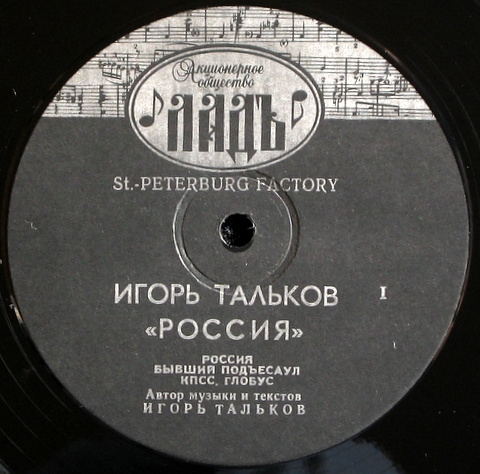 Акционерное
общество
ЛАДЪ
St.-PETERBURG FACTORY
ИГОРЬ ТАЛЬКОВ I
«РОССИЯ»
РОССИЯ
БЫВШИЙ ПОДЪЕСАУЛ
КПСС, ГЛОБУС
Автор музыки и текстов
ИГОРЬ ТАЛЬКОВ